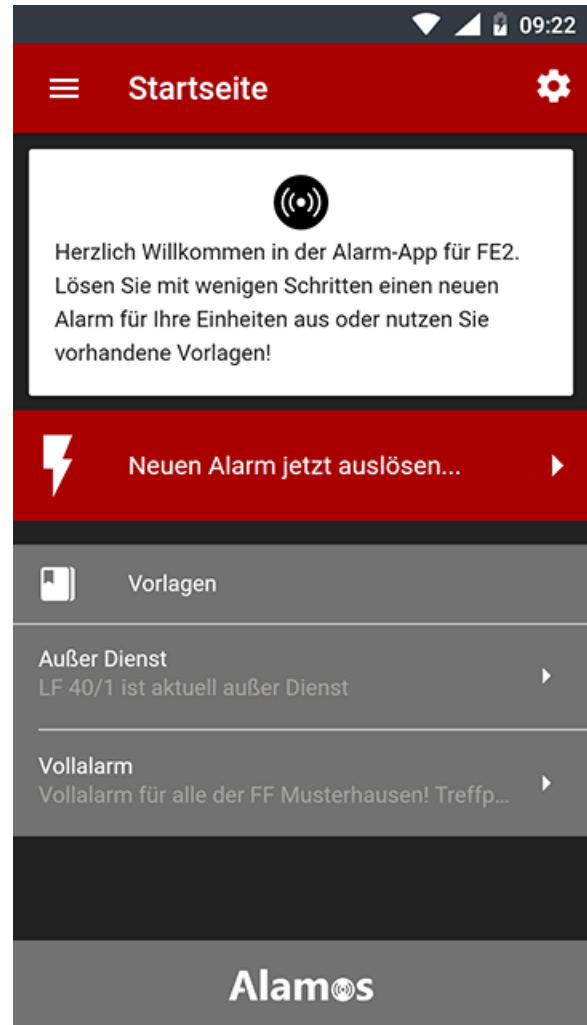 09:22
Startseite
Herzlich Willkommen in der Alarm-App für FE2.
Lösen Sie mit wenigen Schritten einen neuen
Alarm für Ihre Einheiten aus oder nutzen Sie
vorhandene Vorlagen!
Neuen Alarm jetzt auslösen...
Vorlagen
Außer Dienst
LF 40/1 ist aktuell außer Dienst
Vollalarm
Vollalarm für alle der FF Musterhausen! Treffp...
Alamos